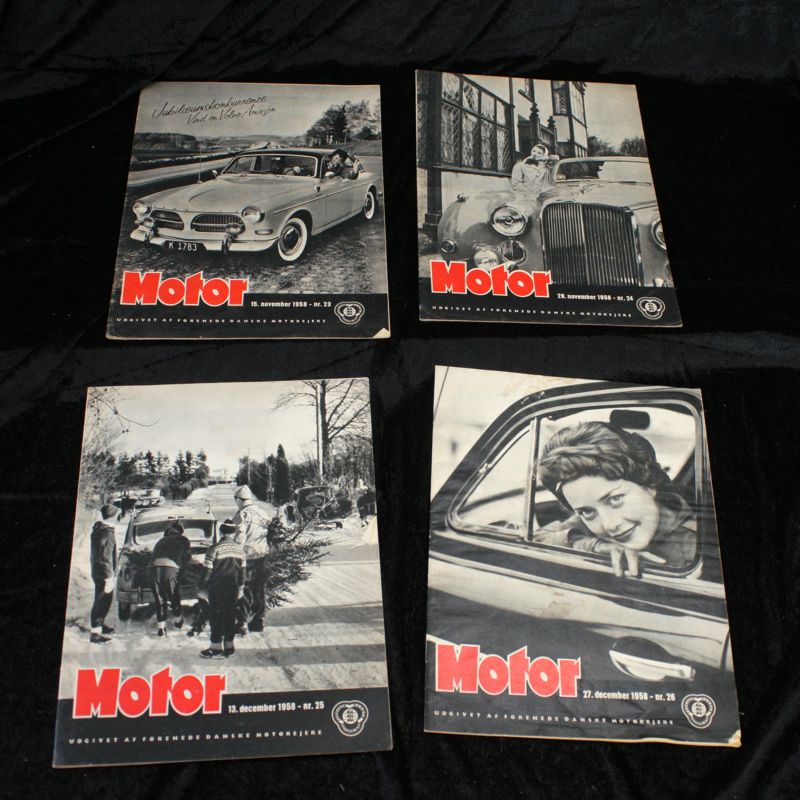 Jubilæumskonkurrence
Vind en Volvo Amazon
K 1783
Motor
15. november 1958 - nr. 23
UDGIVET AF FORENEDE DANSKE MOTOREJERE
Motor
29. november 1958 - nr. 24
UDGIVET AF FORENEDE DANSKE MOTOREJERE
Motor
13. december 1958 - nr. 25
UDGIVET AF FORENEDE DANSKE MOTOREJERE
Motor
27. december 1958 - nr. 26
UDGIVET AF FORENEDE DANSKE MOTOREJERE